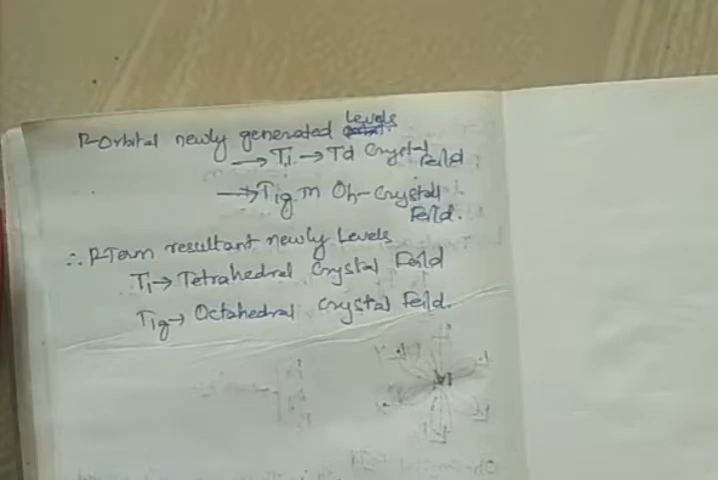 P-Orbital newly generated Levels
→ T1 → Td Crystal Feild
→ T1g in Oh-Crystal Feild.
∴ P-Term resultant newly Levels
T1 → Tetrahedral Crystal Feild
T1g → Octahedral Crystal Feild.